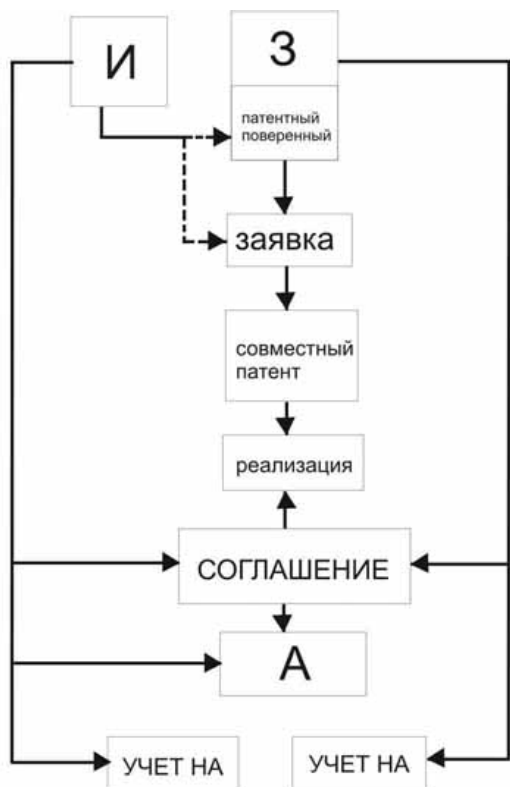 И
З
патентный
поверенный
заявка
совместный
патент
реализация
СОГЛАШЕНИЕ
А
УЧЕТ НА
УЧЕТ НА